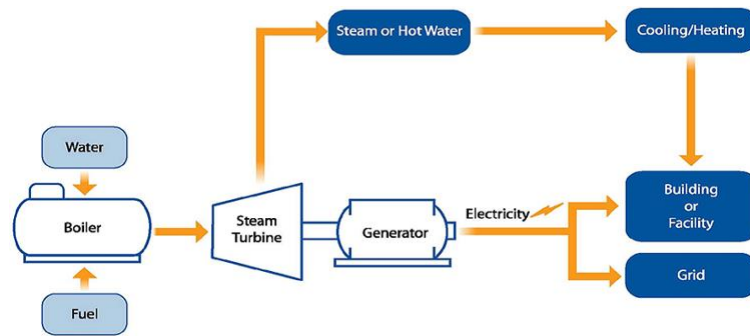 Steam or Hot Water
Cooling/Heating
Water
Boiler
Fuel
Steam
Turbine
Generator
Electricity
Building
or
Facility
Grid